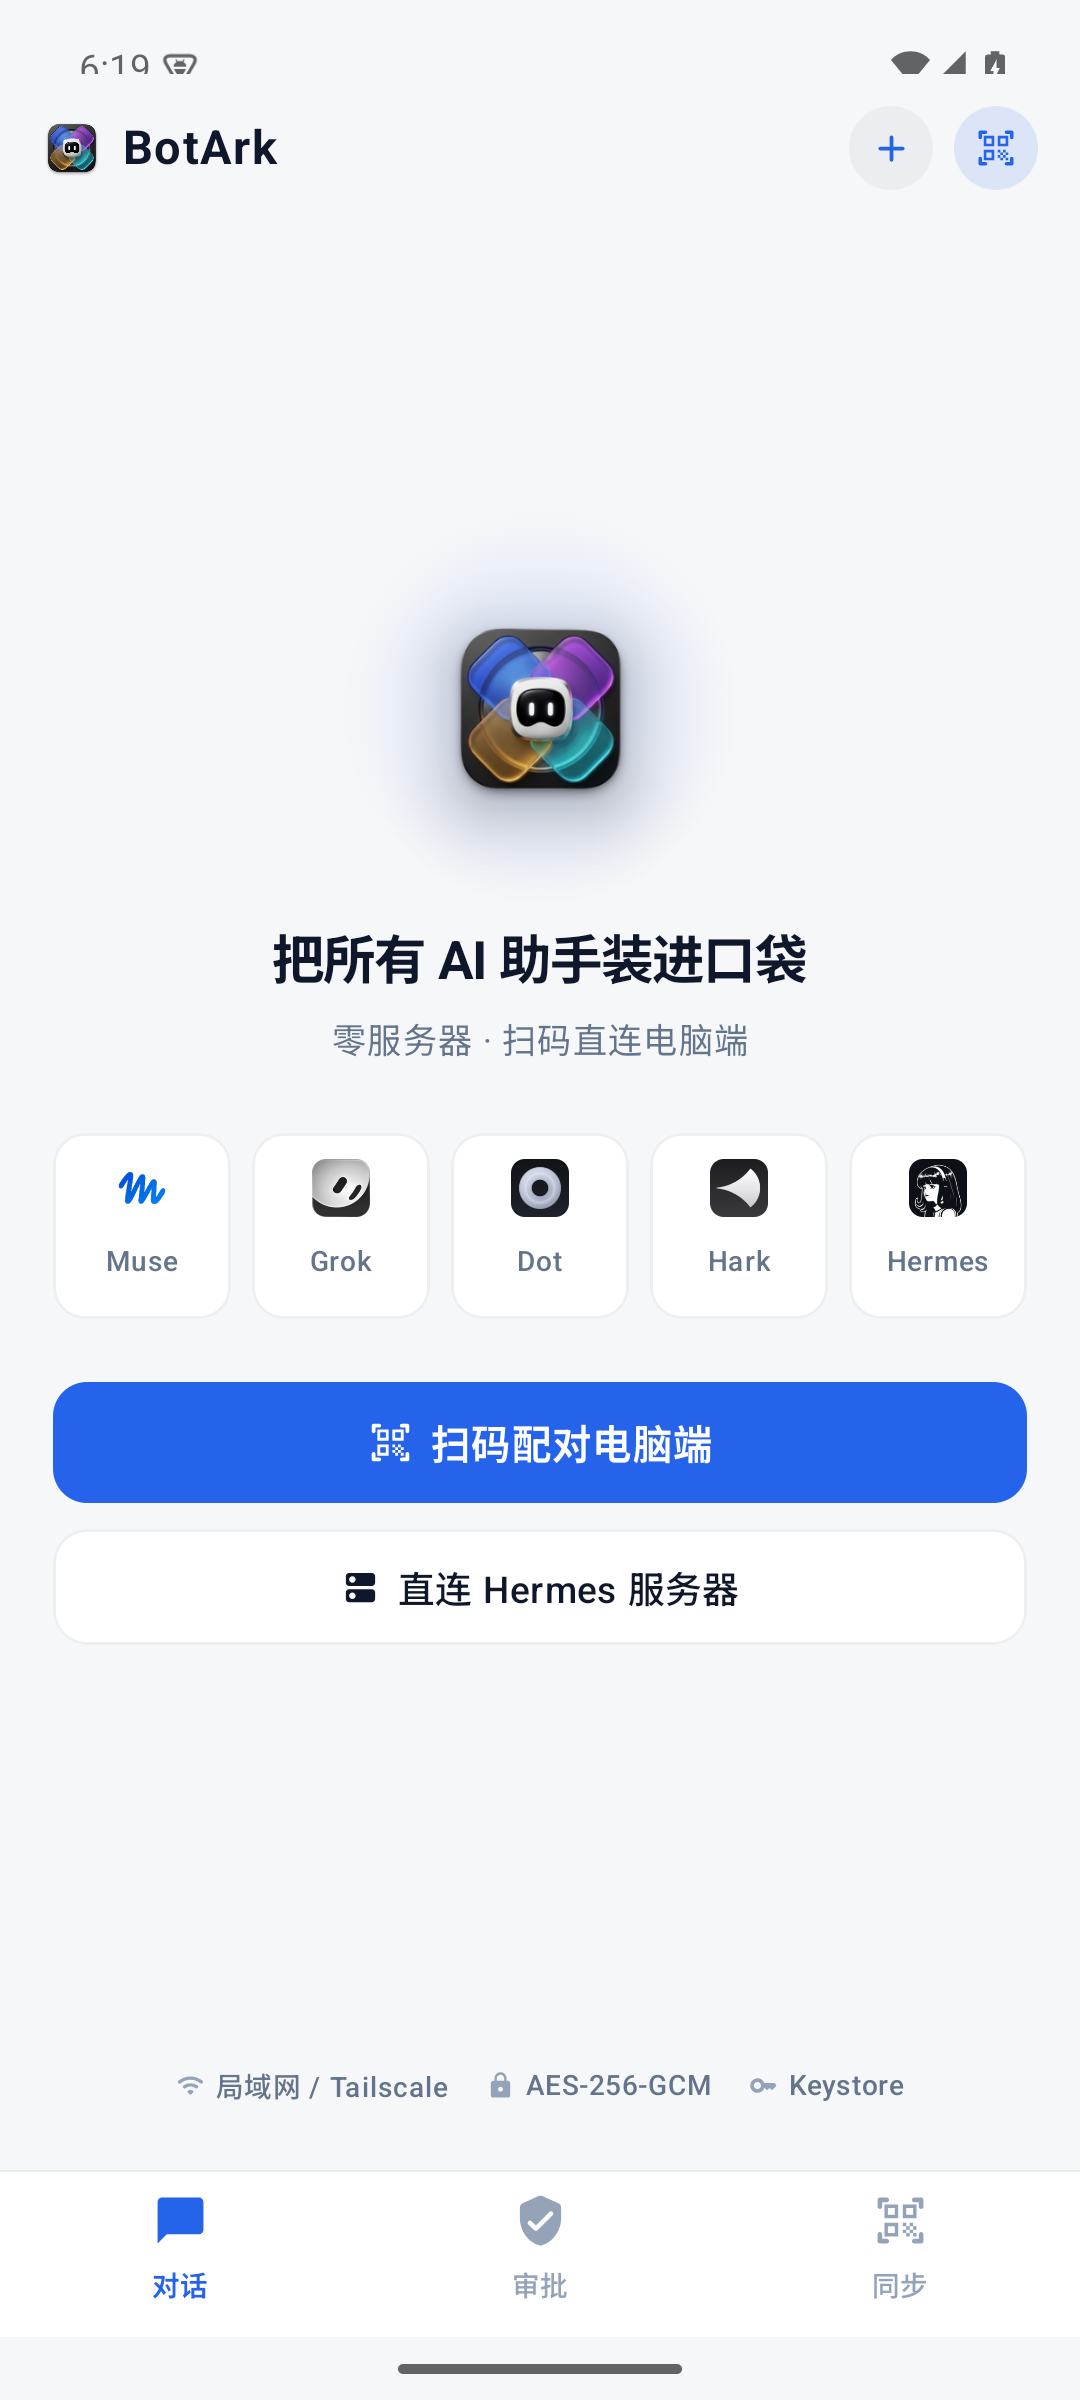 6:19
BotArk
把所有 AI 助手装进口袋
零服务器 · 扫码直连电脑端
Muse
Grok
Dot
Hark
Hermes
扫码配对电脑端
直连 Hermes 服务器
局域网 / Tailscale
AES-256-GCM
Keystore
对话
审批
同步